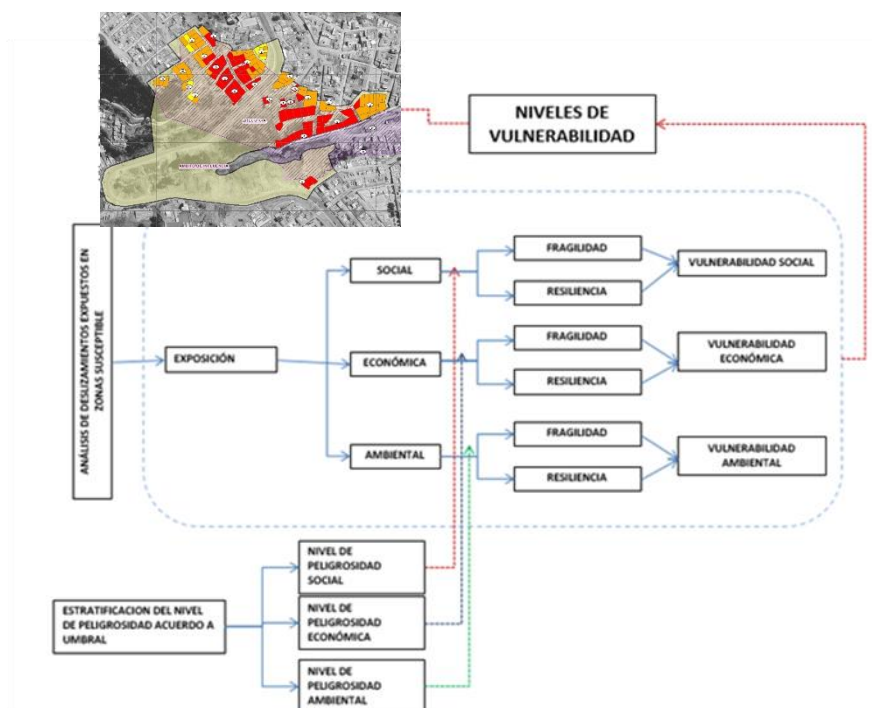 NIVELES DE
VULNERABILIDAD
ANÁLISIS DE DESLIZAMIENTOS EXPUESTOS EN
ZONAS SUSCEPTIBLE
EXPOSICIÓN
SOCIAL
FRAGILIDAD
RESILIENCIA
VULNERABILIDAD SOCIAL
ECONÓMICA
FRAGILIDAD
RESILIENCIA
VULNERABILIDAD
ECONÓMICA
AMBIENTAL
FRAGILIDAD
RESILIENCIA
VULNERABILIDAD
AMBIENTAL
ESTRATIFICACION DEL NIVEL
DE PELIGROSIDAD ACUERDO A
UMBRAL
NIVEL DE
PELIGROSIDAD
SOCIAL
NIVEL DE
PELIGROSIDAD
ECONÓMICA
NIVEL DE
PELIGROSIDAD
AMBIENTAL